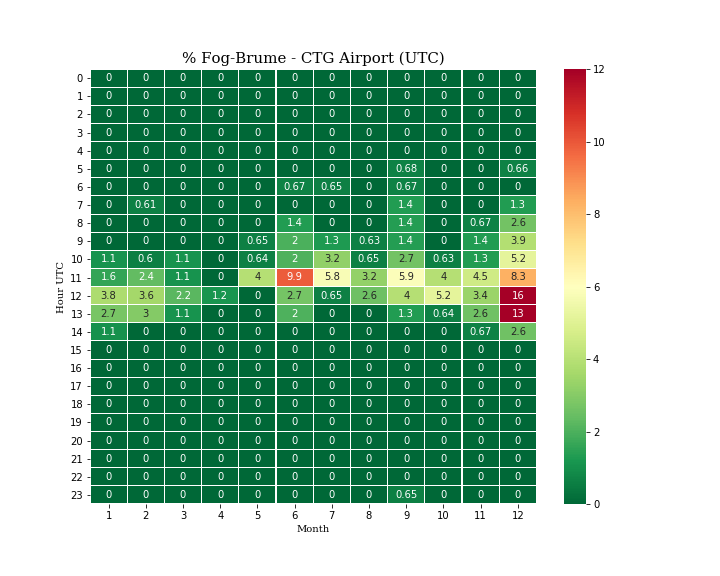 % Fog-Brume - CTG Airport (UTC)
0 0 0 0 0 0 0 0 0 0 0 0 0
1 0 0 0 0 0 0 0 0 0 0 0 0
2 0 0 0 0 0 0 0 0 0 0 0 0
3 0 0 0 0 0 0 0 0 0 0 0 0
4 0 0 0 0 0 0 0 0 0 0 0 0
5 0 0 0 0 0 0 0 0 0.68 0 0 0.66
6 0 0 0 0 0 0.67 0.65 0 0.67 0 0 0
7 0 0.61 0 0 0 0 0 0 1.4 0 0 1.3
8 0 0 0 0 0 1.4 0 0 1.4 0 0.67 2.6
9 0 0 0 0 0.65 2 1.3 0.63 1.4 0 1.4 3.9
10 1.1 0.6 1.1 0 0.64 2 3.2 0.65 2.7 0.63 1.3 5.2
11 1.6 2.4 1.1 0 4 9.9 5.8 3.2 5.9 4 4.5 8.3
12 3.8 3.6 2.2 1.2 0 2.7 0.65 2.6 4 5.2 3.4 16
13 2.7 3 1.1 0 0 2 0 0 1.3 0.64 2.6 13
14 1.1 0 0 0 0 0 0 0 0 0 0.67 2.6
15 0 0 0 0 0 0 0 0 0 0 0 0
16 0 0 0 0 0 0 0 0 0 0 0 0
17 0 0 0 0 0 0 0 0 0 0 0 0
18 0 0 0 0 0 0 0 0 0 0 0 0
19 0 0 0 0 0 0 0 0 0 0 0 0
20 0 0 0 0 0 0 0 0 0 0 0 0
21 0 0 0 0 0 0 0 0 0 0 0 0
22 0 0 0 0 0 0 0 0 0 0 0 0
23 0 0 0 0 0 0 0 0 0.65 0 0 0
1 2 3 4 5 6 7 8 9 10 11 12
Month
Hour UTC
12
10
8
6
4
2
0